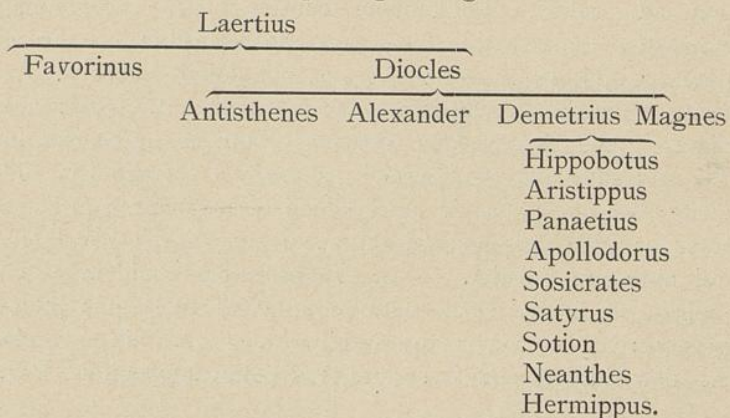 Laertius
Favorinus Diocles
Antisthenes Alexander Demetrius Magnes
Hippobotus
Aristippus
Panaetius
Apollodorus
Sosicrates
Satyrus
Sotion
Neanthes
Hermippus.